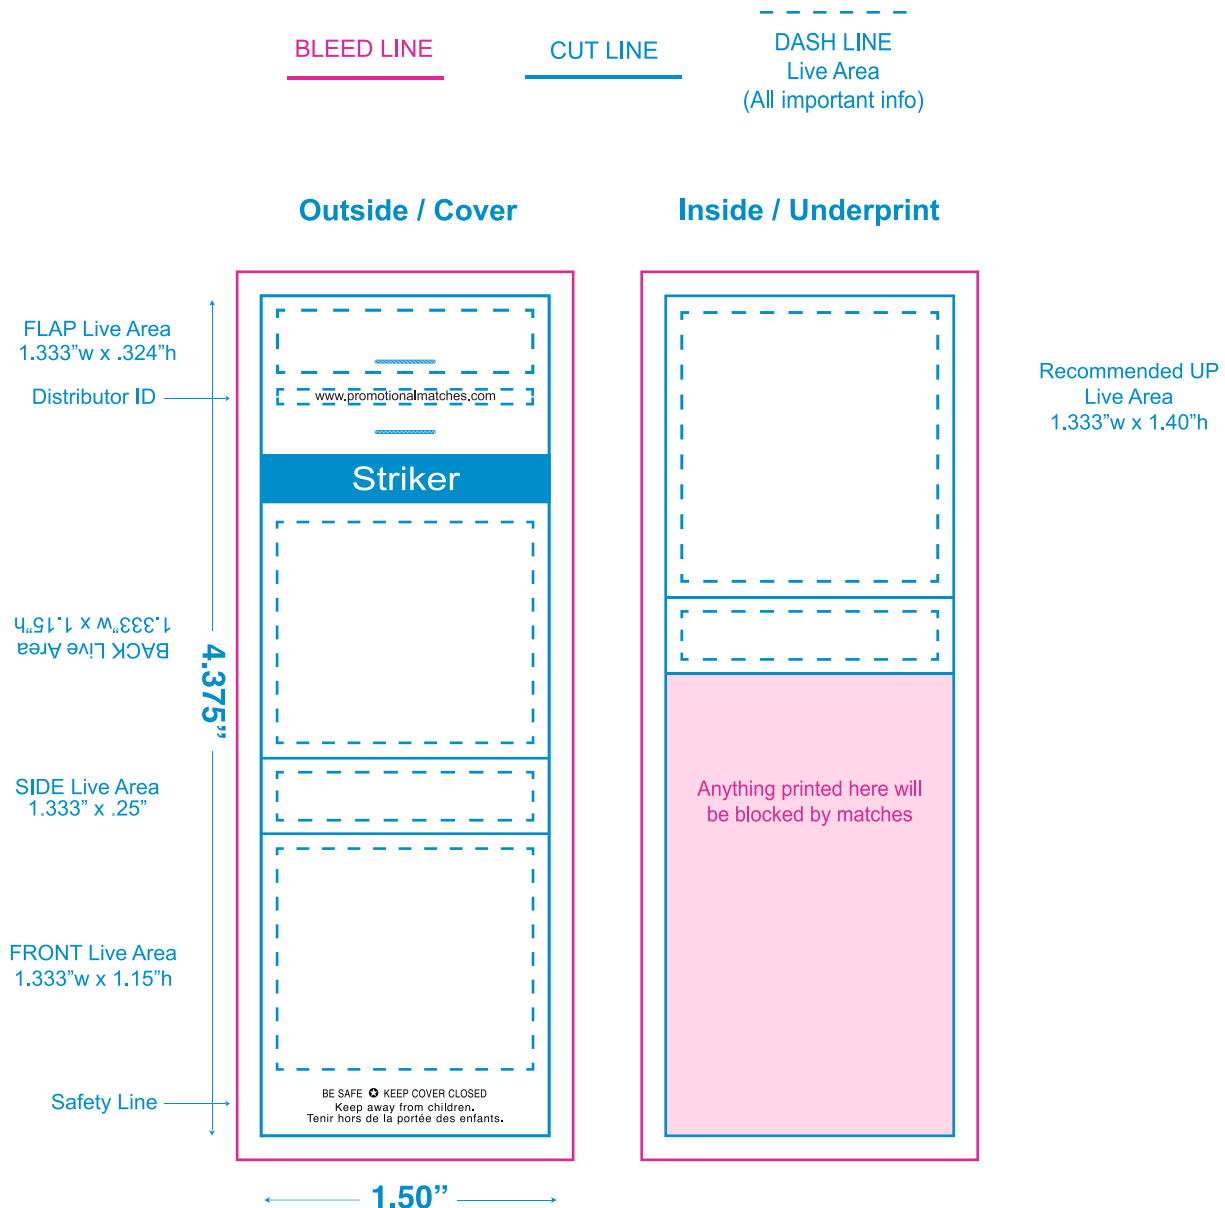 BLEED LINE
CUT LINE
DASH LINE
Live Area
(All important info)
Outside / Cover
Inside / Underprint
FLAP Live Area
1.333”w x .324”h
Distributor ID
www.promotionalmatches.com
Striker
BACK Live Area
1.333”w x 1.15”h
4.375”
SIDE Live Area
1.333” x .25”
FRONT Live Area
1.333”w x 1.15”h
Safety Line
BE SAFE ✪ KEEP COVER CLOSED
Keep away from children.
Tenir hors de la portée des enfants.
1.50”
Recommended UP
Live Area
1.333”w x 1.40”h
Anything printed here will
be blocked by matches